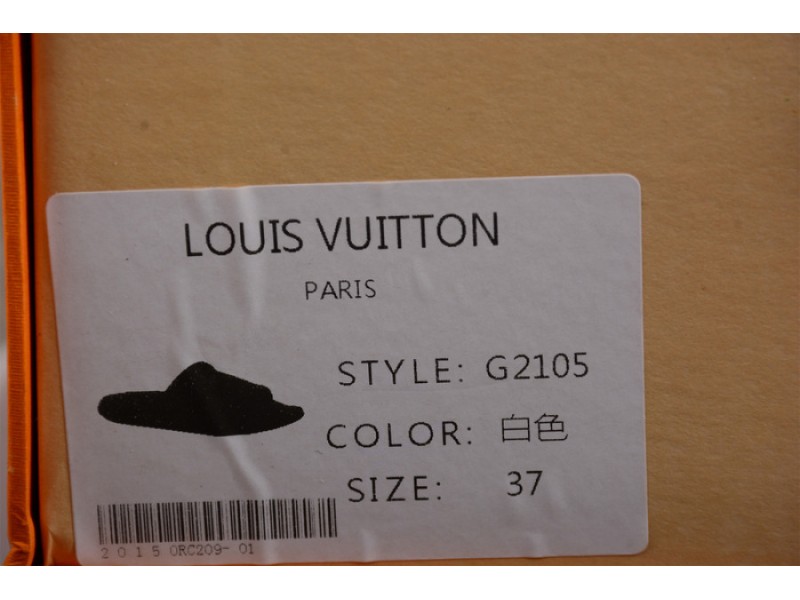 LOUIS VUITTON
PARIS
STYLE: G2105
COLOR: 白色
SIZE: 37
2 0 1 5 0RC209- 01